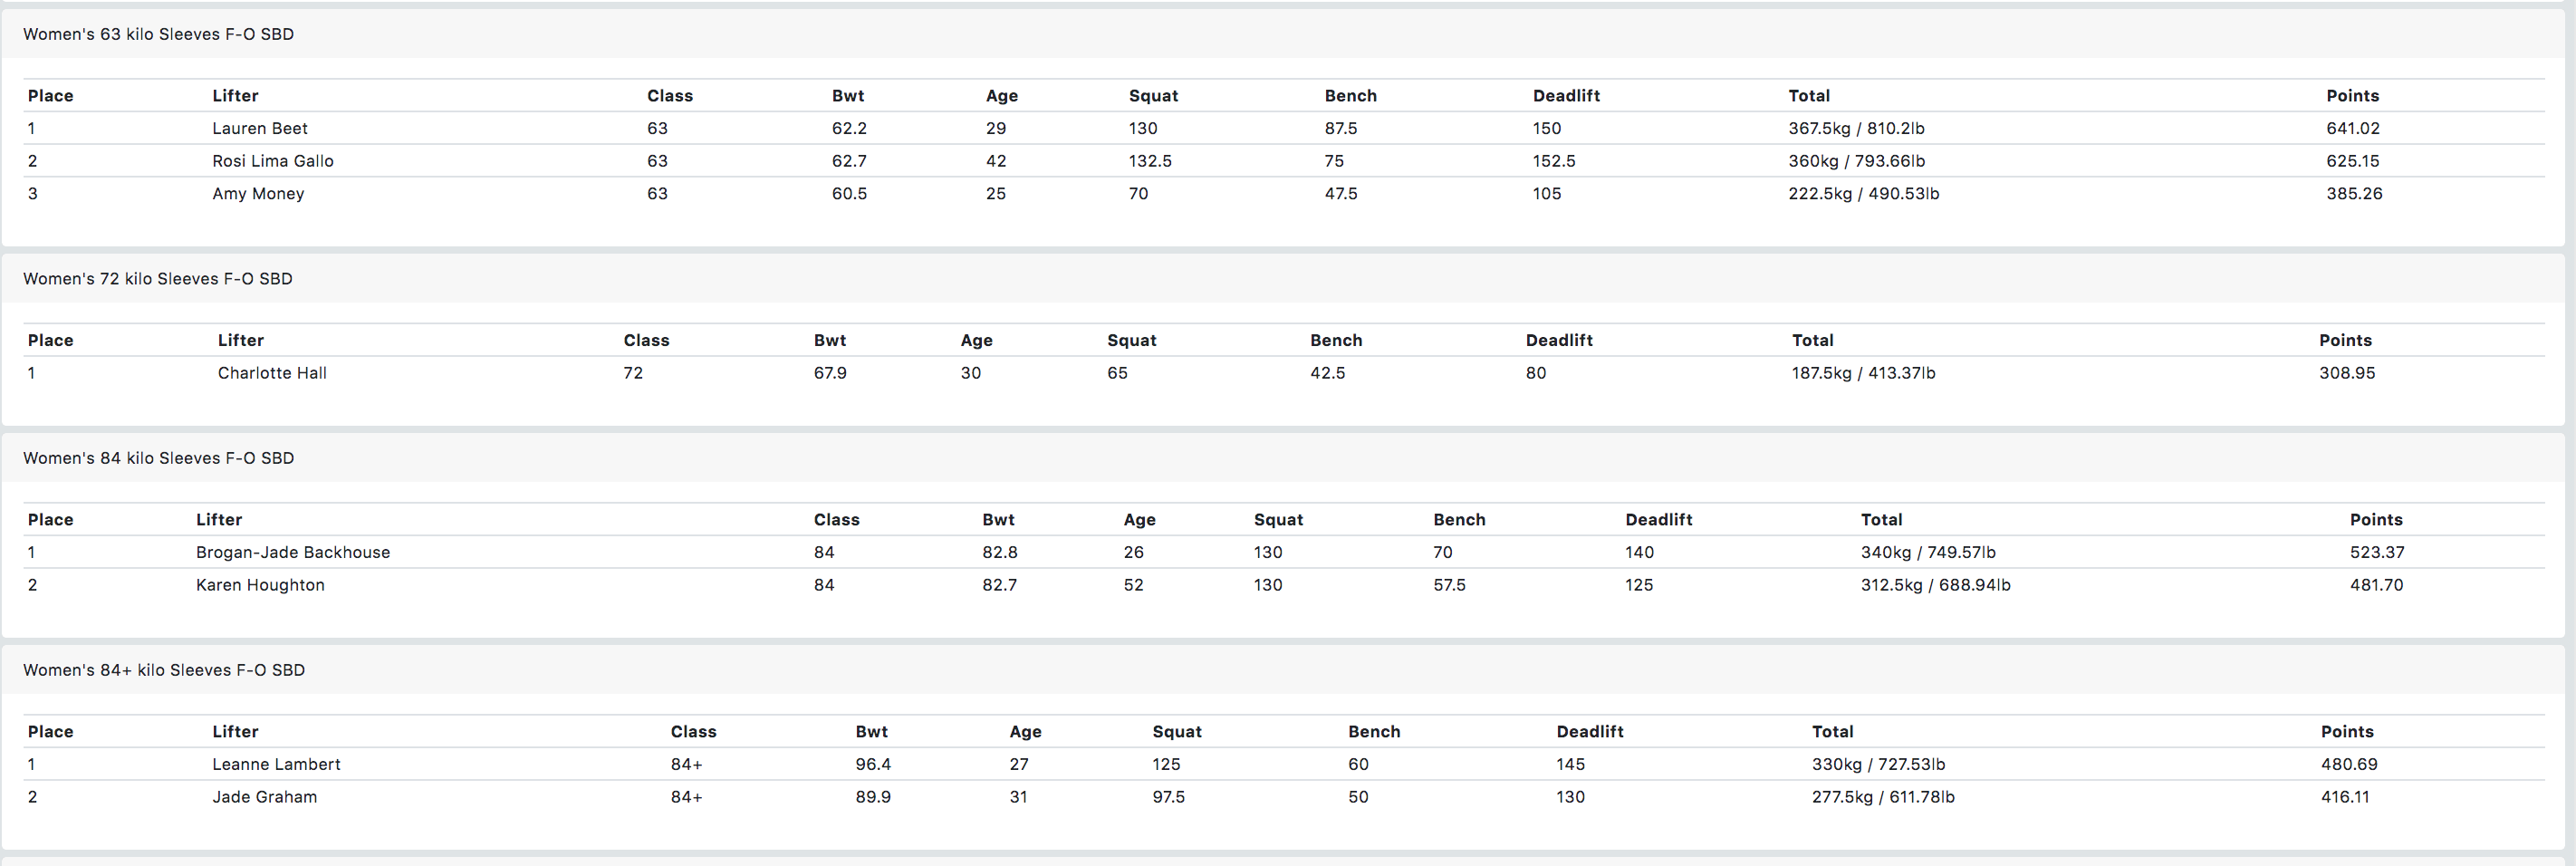 Women's 63 kilo Sleeves F-O SBD
Place Lifter Class Bwt Age Squat Bench Deadlift Total Points
1 Lauren Beet 63 62.2 29 130 87.5 150 367.5kg / 810.2lb 641.02
2 Rosi Lima Gallo 63 62.7 42 132.5 75 152.5 360kg / 793.66lb 625.15
3 Amy Money 63 60.5 25 70 47.5 105 222.5kg / 490.53lb 385.26
Women's 72 kilo Sleeves F-O SBD
Place Lifter Class Bwt Age Squat Bench Deadlift Total Points
1 Charlotte Hall 72 67.9 30 65 42.5 80 187.5kg / 413.37lb 308.95
Women's 84 kilo Sleeves F-O SBD
Place Lifter Class Bwt Age Squat Bench Deadlift Total Points
1 Brogan-Jade Backhouse 84 82.8 26 130 70 140 340kg / 749.57lb 523.37
2 Karen Houghton 84 82.7 52 130 57.5 125 312.5kg / 688.94lb 481.70
Women's 84+ kilo Sleeves F-O SBD
Place Lifter Class Bwt Age Squat Bench Deadlift Total Points
1 Leanne Lambert 84+ 96.4 27 125 60 145 330kg / 727.53lb 480.69
2 Jade Graham 84+ 89.9 31 97.5 50 130 277.5kg / 611.78lb 416.11